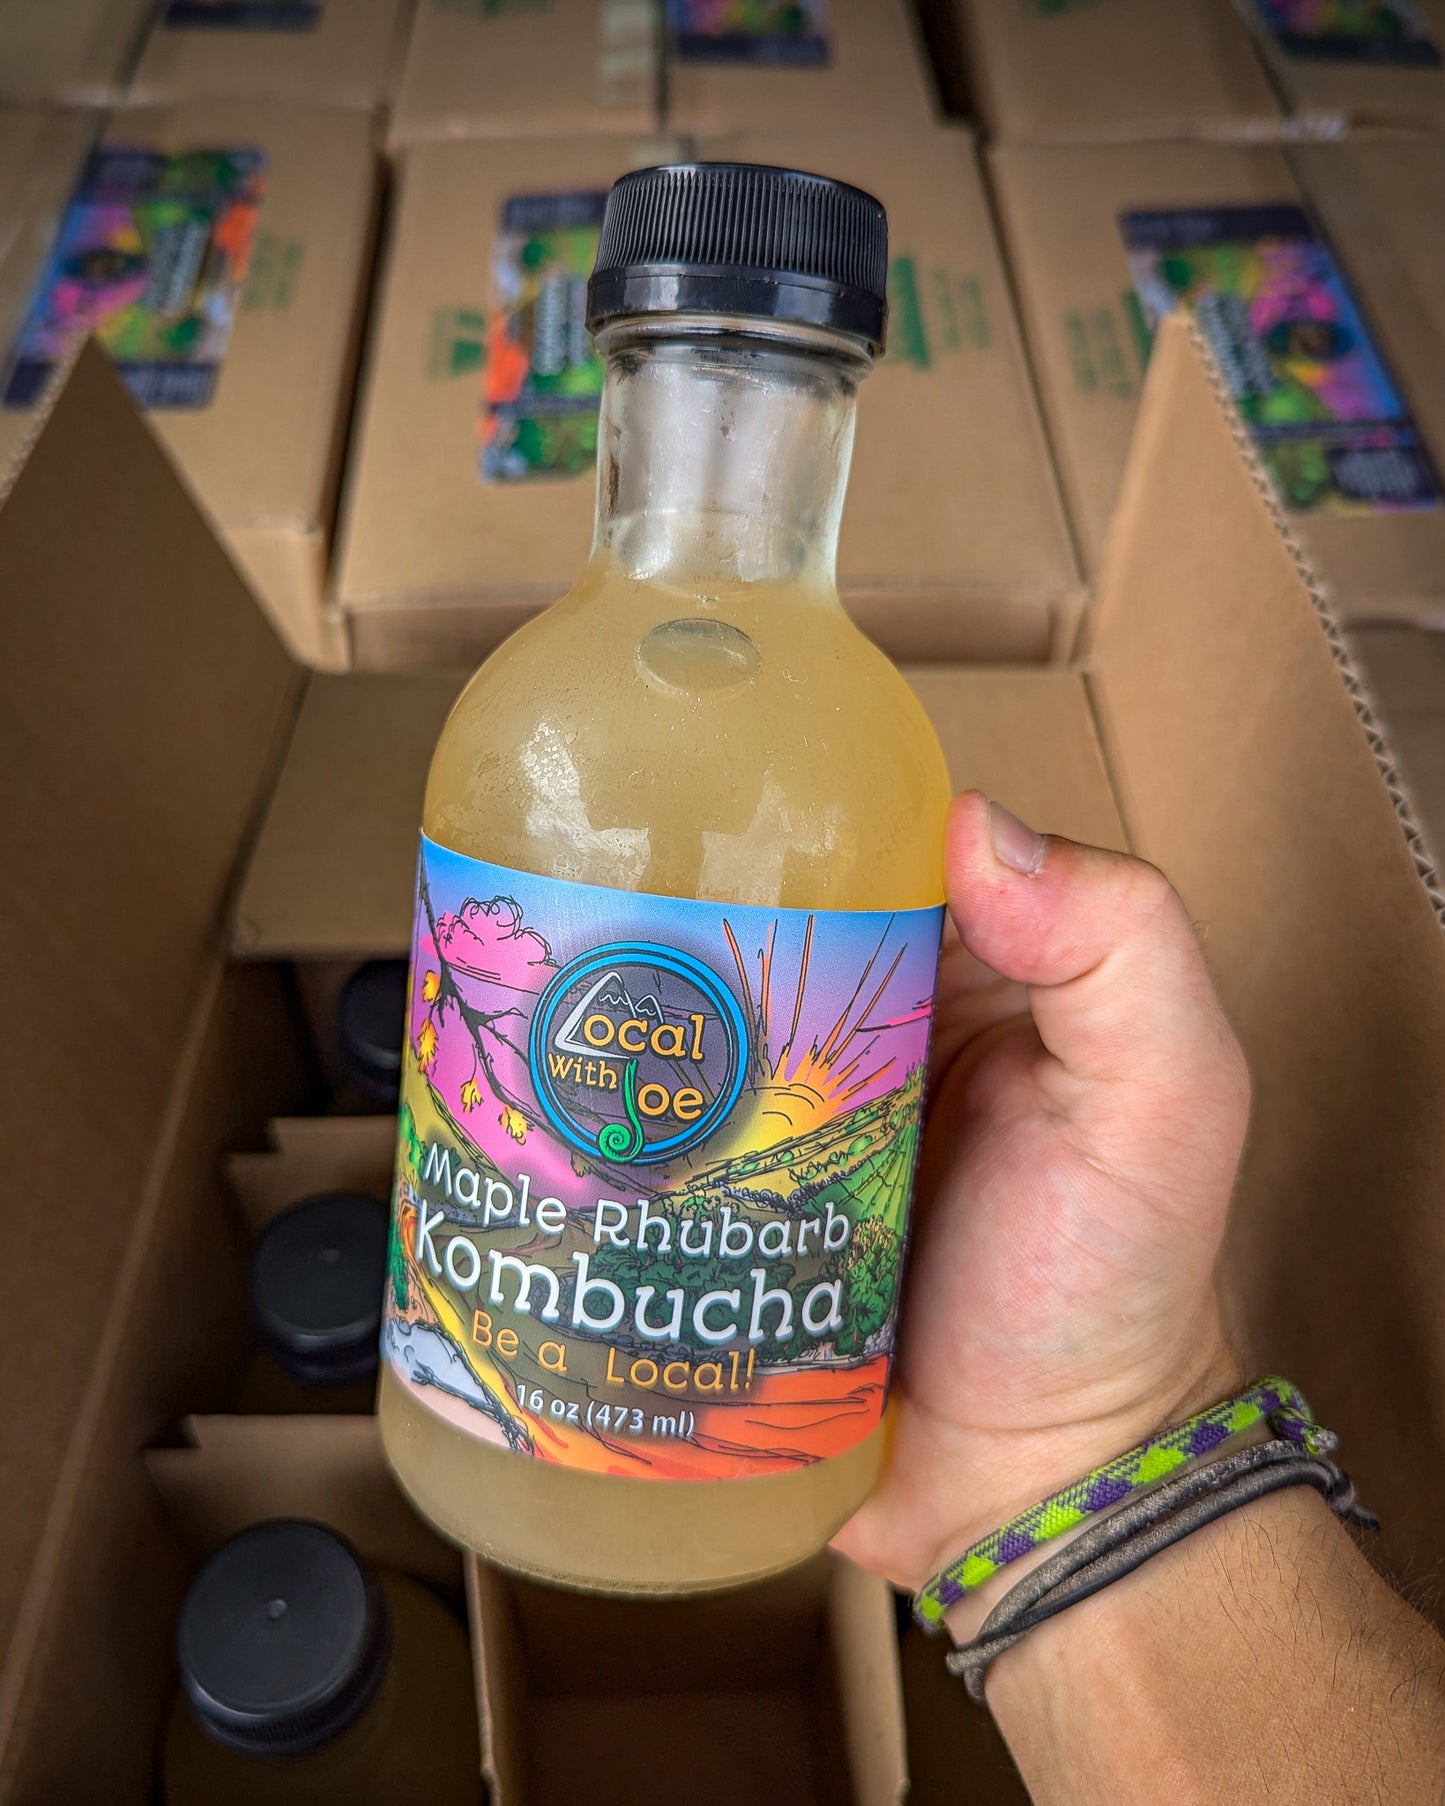 Local
with Joe
Maple Rhubarb
Kombucha
Be a Local!
16 oz (473 ml)